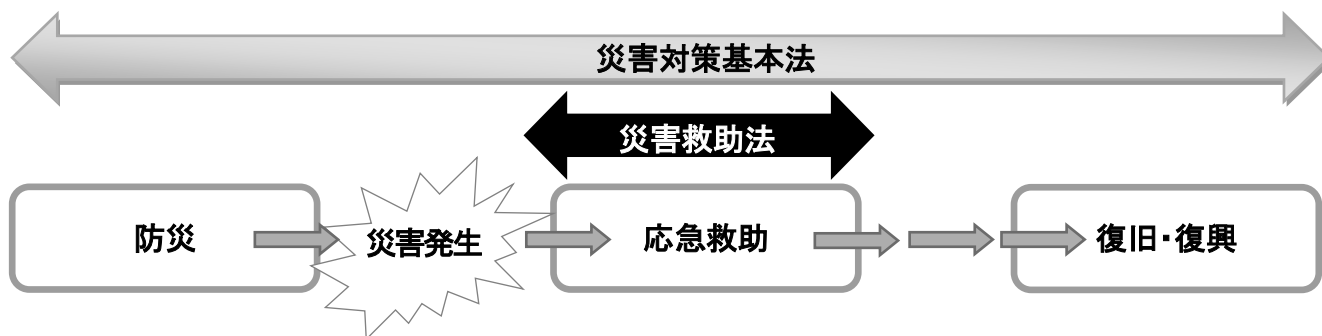 災害対策基本法
災害救助法
防災
災害発生
応急救助
復旧・復興